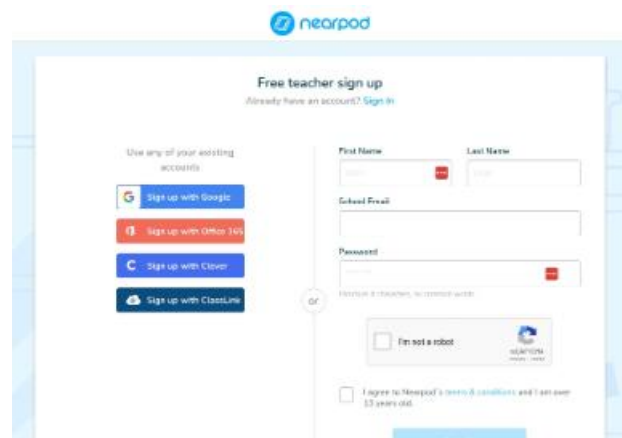 nearpod
Free teacher sign up
Already have an account? Sign In
Use any of your existing
accounts
Sign up with Google
Sign up with Office 365
Sign up with Clever
Sign up with ClassLink
or
First Name
Last Name
School Email
Password
I'm not a robot
reCAPTCHA
I agree to Nearpod's terms & conditions and I am over
13 years old.